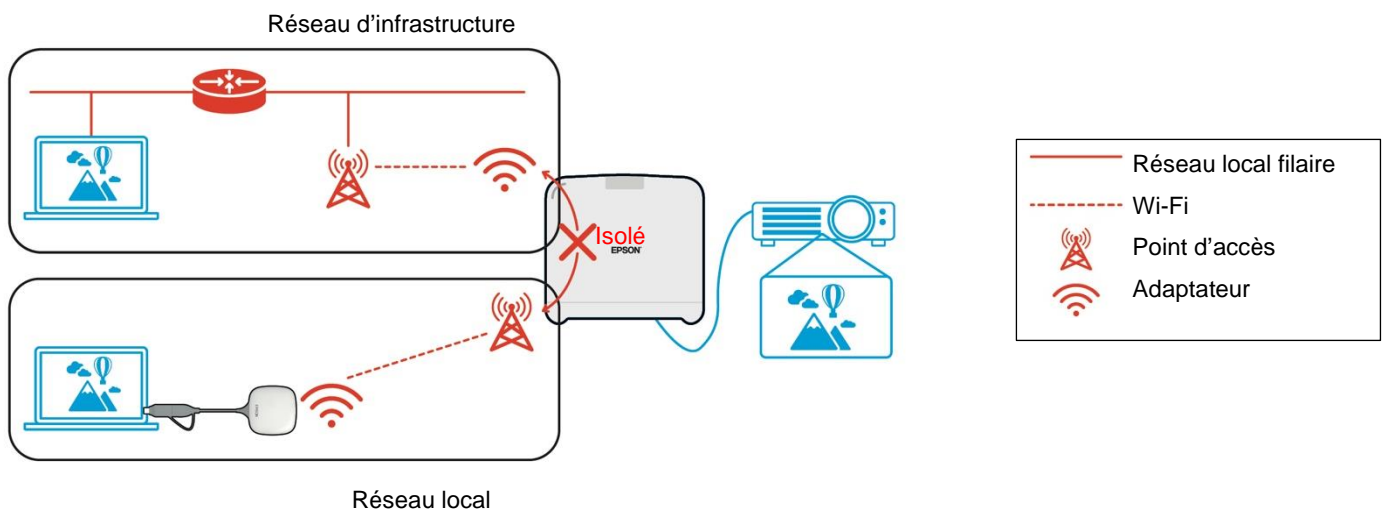 Réseau d’infrastructure
Isolé
EPSON
Réseau local
Réseau local filaire
Wi-Fi
Point d’accès
Adaptateur